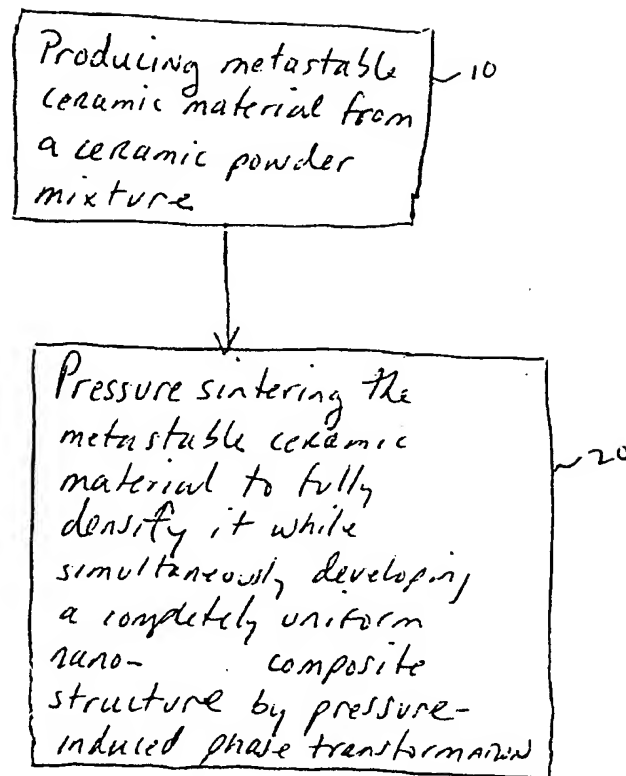 Producing metastable
ceramic material from
a ceramic powder
mixture
10
Pressure sintering the
metastable ceramic
material to fully
densify it while
simultaneously developing
a completely uniform
nano- composite
structure by pressure-
induced phase transformation
20